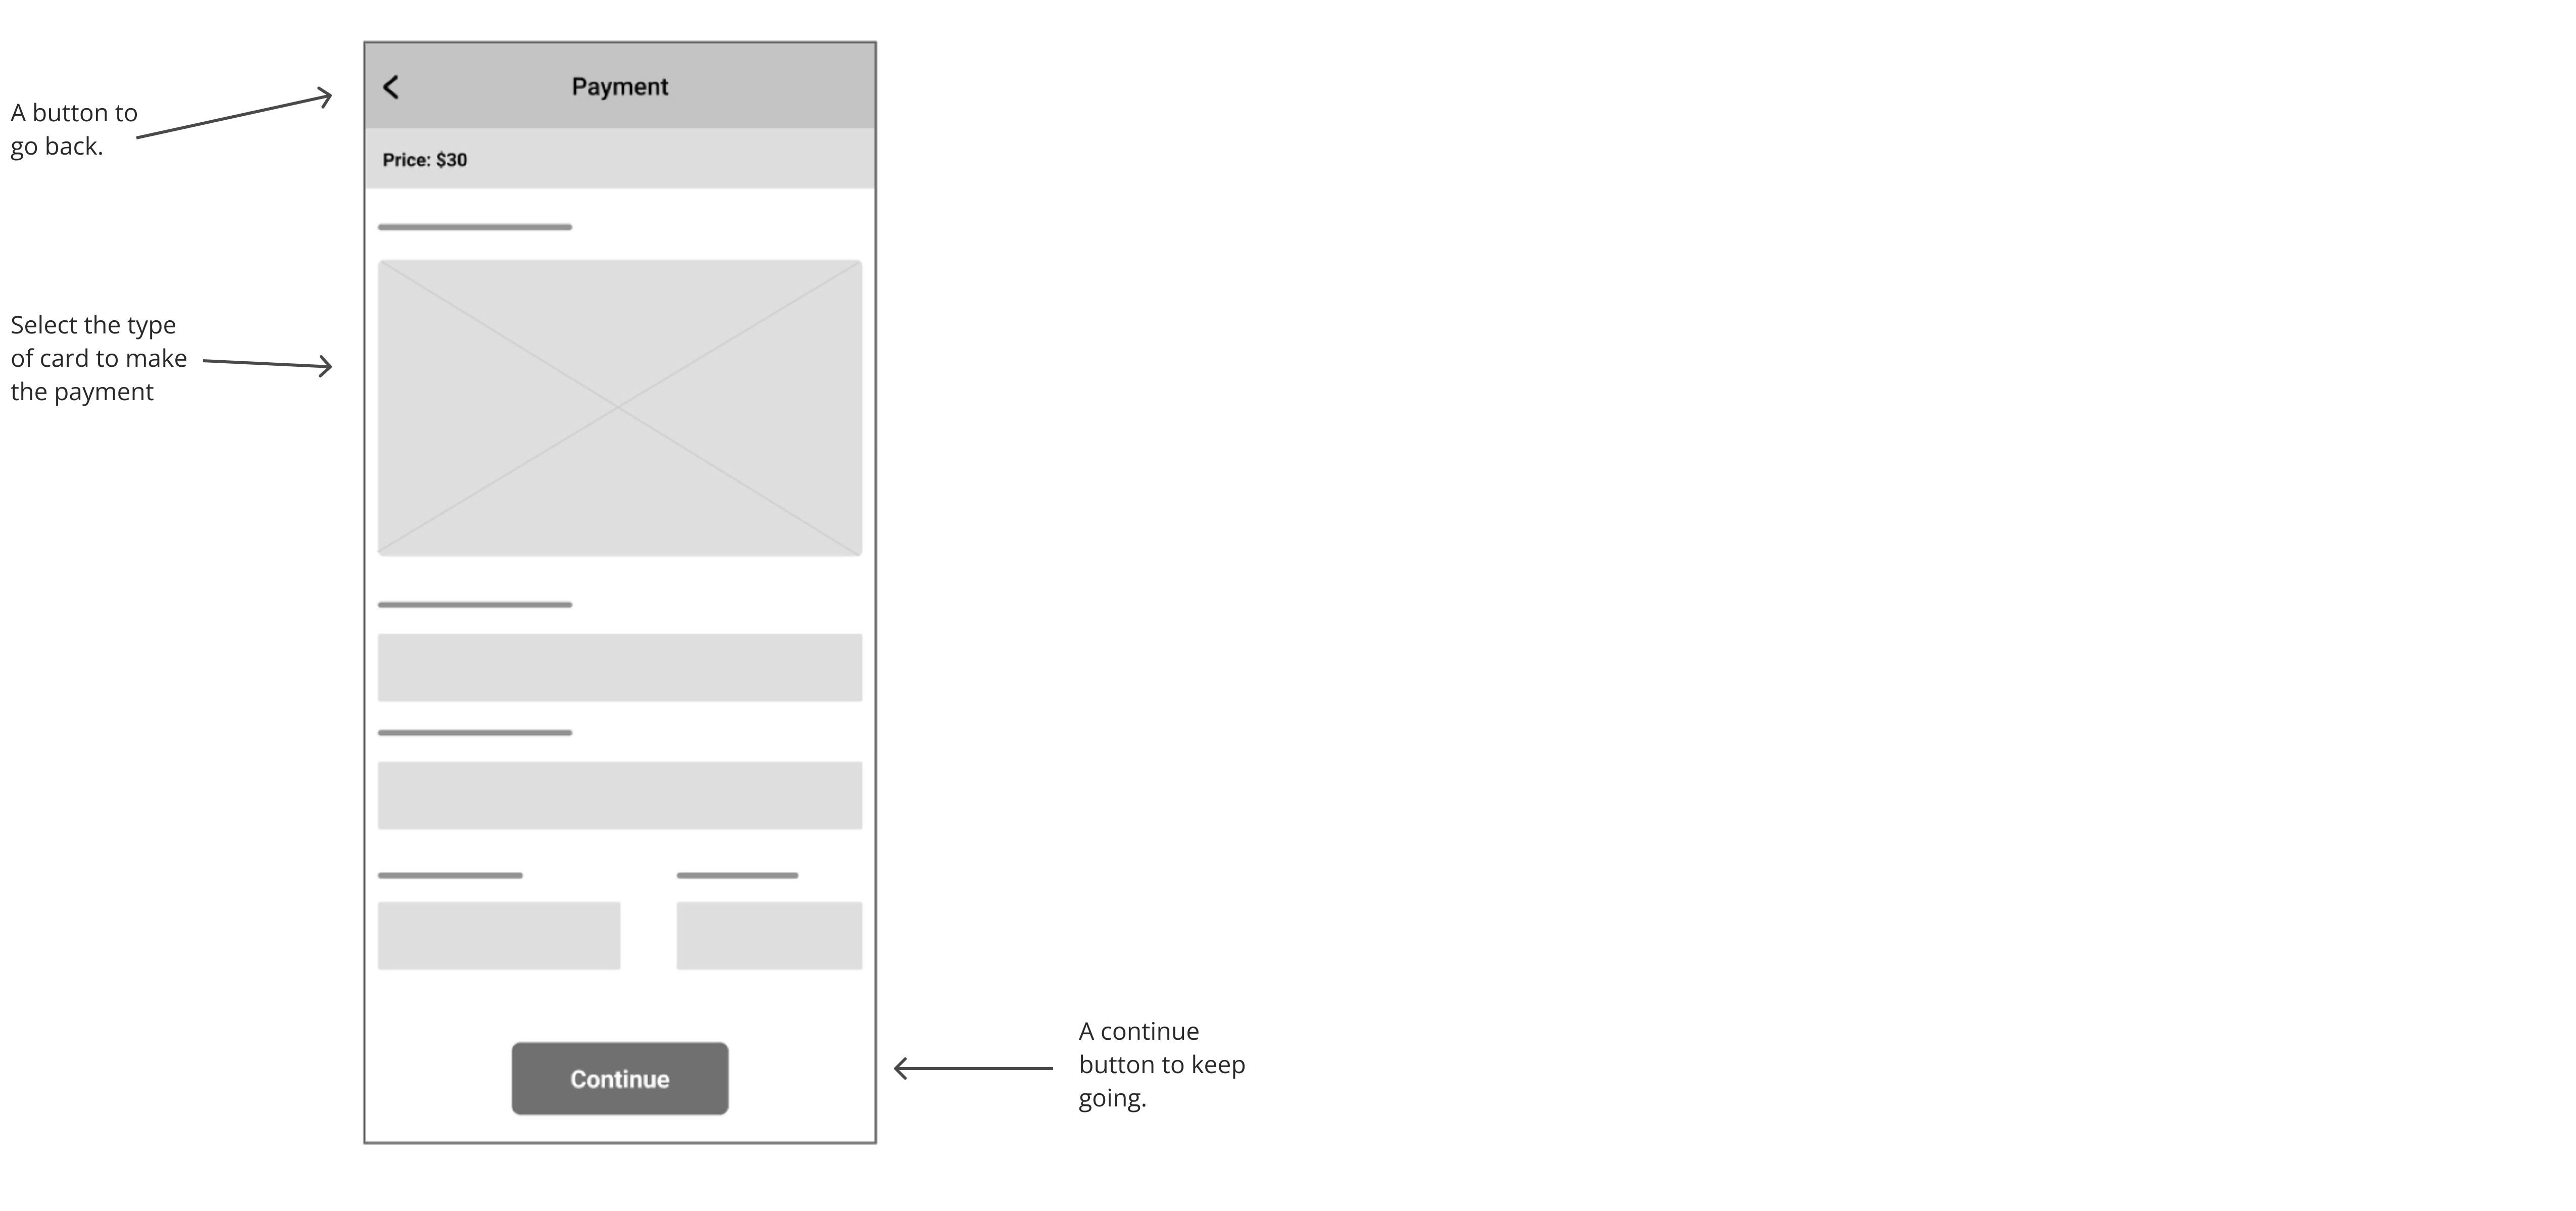 Payment
A button to
go back.
Price: $30
Select the type
of card to make
the payment
A continue
button to keep
going.
Continue